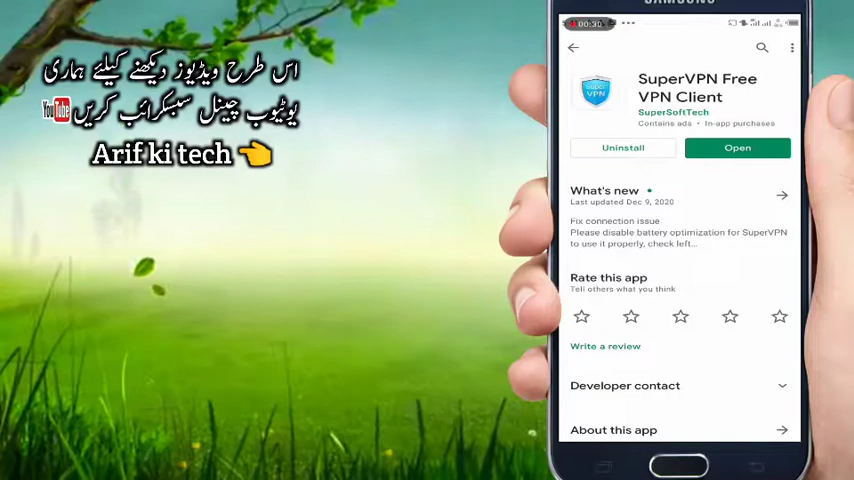 اس طرح ویڈیوز دیکھنے کیلئے ہماری
یوٹیوب چینل سبسکرائب کریں YouTube
Arif ki tech
SAMSUNG
00:30
SuperVPN Free
VPN Client
SuperSoftTech
Contains ads • In-app purchases
Uninstall
Open
What's new •
Last updated Dec 9, 2020
Fix connection issue
Please disable battery optimization for SuperVPN
to use it properly, check left...
Rate this app
Tell others what you think
Write a review
Developer contact
About this app